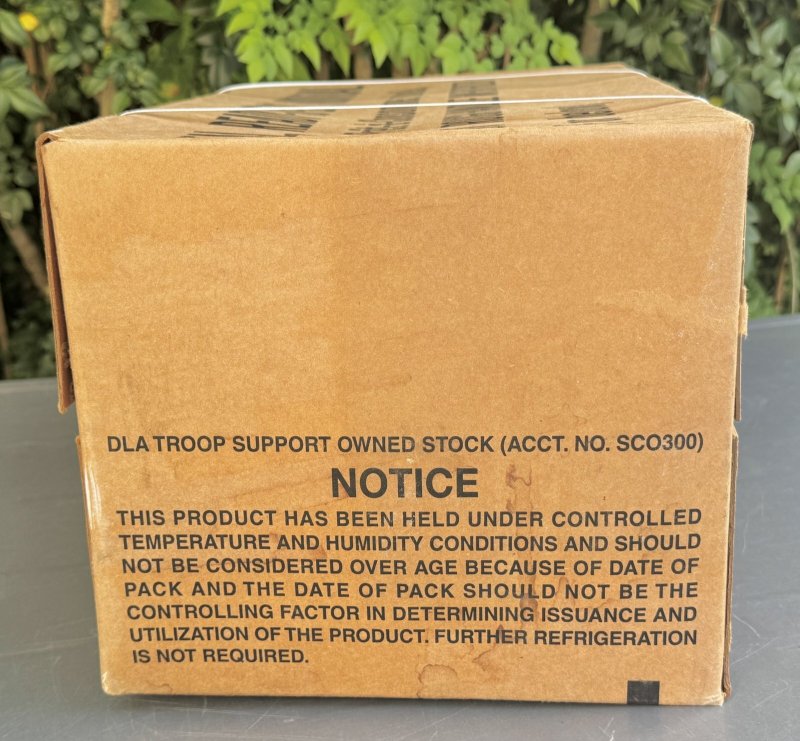 DLA TROOP SUPPORT OWNED STOCK (ACCT. NO. SCO300)
NOTICE
THIS PRODUCT HAS BEEN HELD UNDER CONTROLLED
TEMPERATURE AND HUMIDITY CONDITIONS AND SHOULD
NOT BE CONSIDERED OVER AGE BECAUSE OF DATE OF
PACK AND THE DATE OF PACK SHOULD NOT BE THE
CONTROLLING FACTOR IN DETERMINING ISSUANCE AND
UTILIZATION OF THE PRODUCT. FURTHER REFRIGERATION
IS NOT REQUIRED.